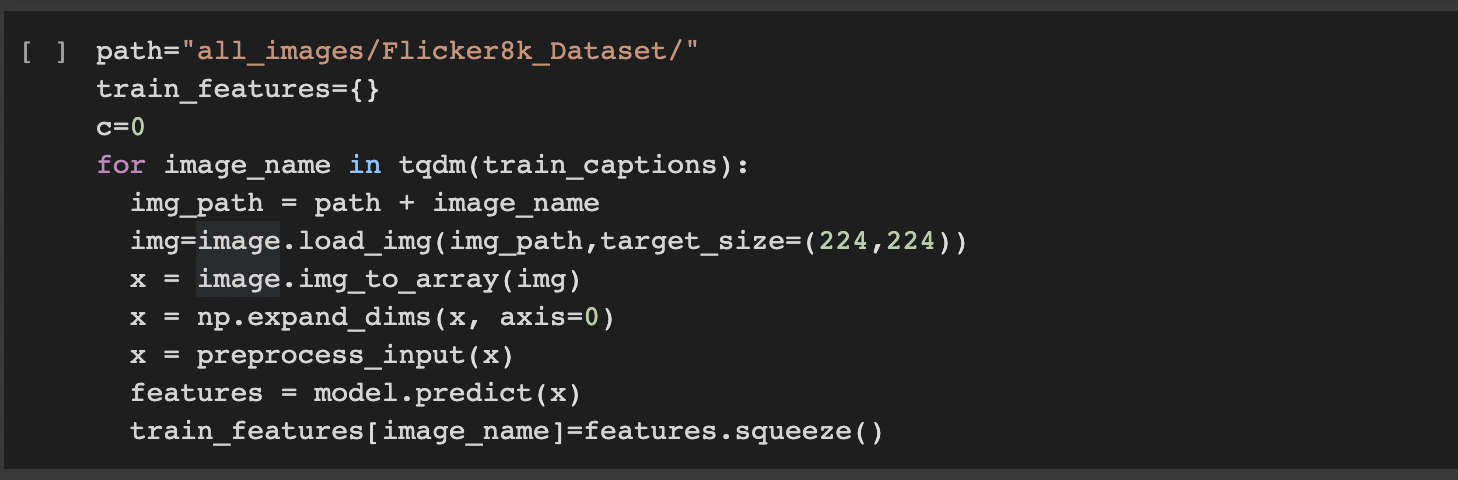 [ ] path="all_images/Flicker8k_Dataset/"
train_features={}
c=0
for image_name in tqdm(train_captions):
  img_path = path + image_name
  img=image.load_img(img_path,target_size=(224,224))
  x = image.img_to_array(img)
  x = np.expand_dims(x, axis=0)
  x = preprocess_input(x)
  features = model.predict(x)
  train_features[image_name]=features.squeeze()